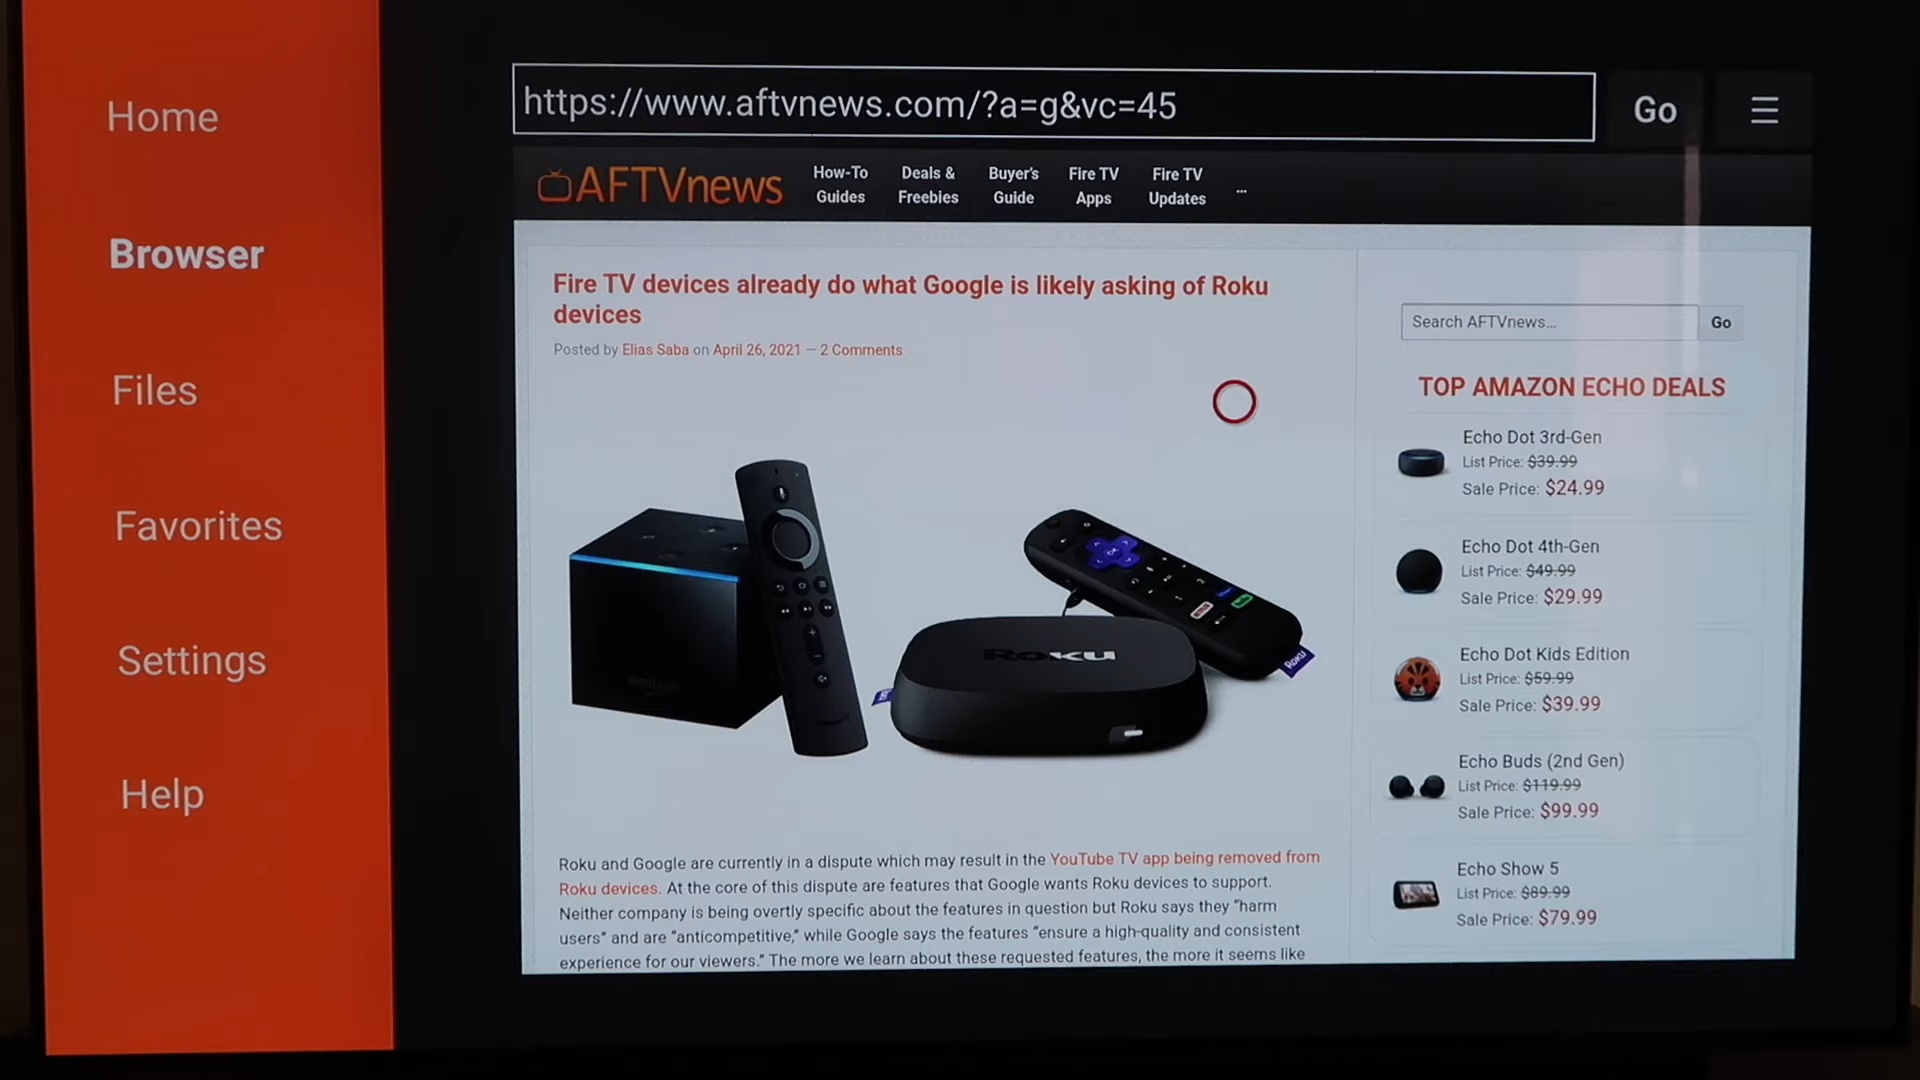 Home
Browser
Files
Favorites
Settings
Help
https://www.aftvnews.com/?a=g&vc=45
Go
AFTVnews
How-To
Guides
Deals &
Freebies
Buyer's
Guide
Fire TV
Apps
Fire TV
Updates
...
Fire TV devices already do what Google is likely asking of Roku
devices
Posted by Elias Saba on April 26, 2021 — 2 Comments
Roku
Roku
Roku and Google are currently in a dispute which may result in the YouTube TV app being removed from
Roku devices. At the core of this dispute are features that Google wants Roku devices to support.
Neither company is being overtly specific about the features in question but Roku says they "harm
users" and are "anticompetitive," while Google says the features "ensure a high-quality and consistent
experience for our viewers." The more we learn about these requested features, the more it seems like
Search AFTVnews...
Go
TOP AMAZON ECHO DEALS
Echo Dot 3rd-Gen
List Price: $39.99
Sale Price: $24.99
Echo Dot 4th-Gen
List Price: $49.99
Sale Price: $29.99
Echo Dot Kids Edition
List Price: $59.99
Sale Price: $39.99
Echo Buds (2nd Gen)
List Price: $119.99
Sale Price: $99.99
Echo Show 5
List Price: $89.99
Sale Price: $79.99